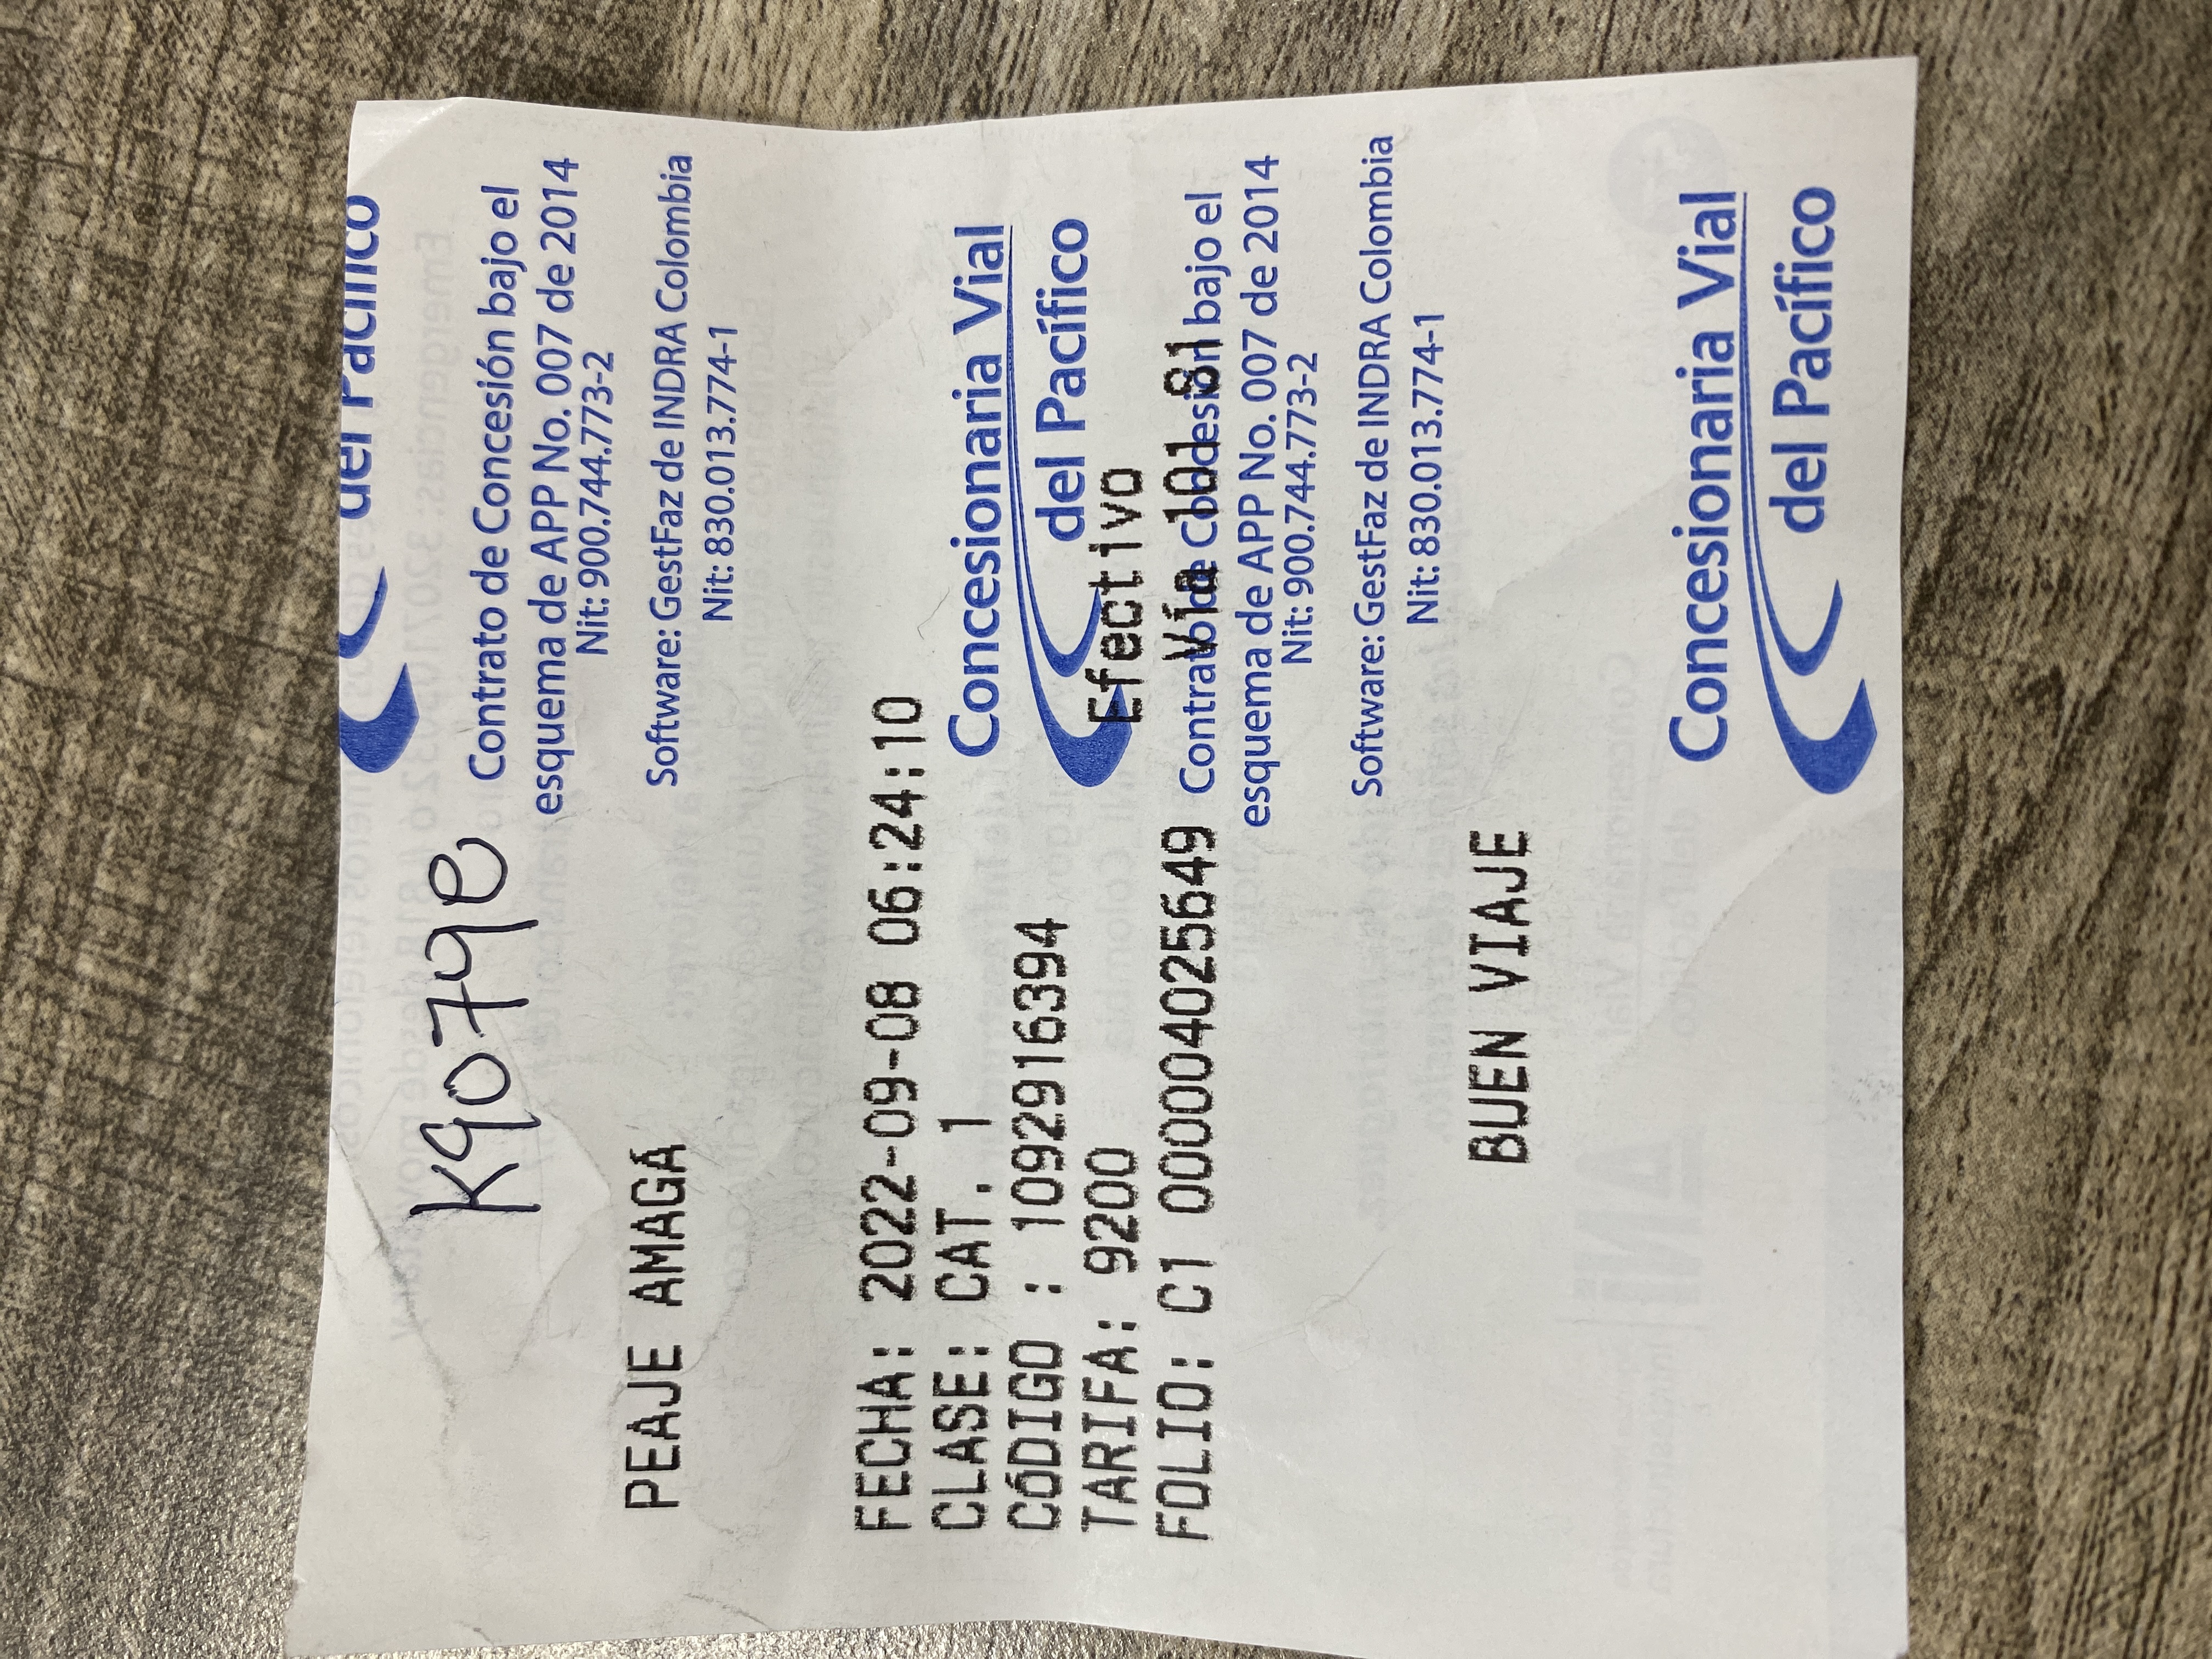 del Pacífico
K9079e
Contrato de Concesión bajo el
esquema de APP No. 007 de 2014
Nit: 900.744.773-2
PEAJE AMAGÁ
Software: GestFaz de INDRA Colombia
Nit: 830.013.774-1
FECHA: 2022-09-08 06:24:10
CLASE: CAT. 1
Concesionaria Vial
del Pacífico
CÓDIGO : 1092916394
TARIFA: 9200 Efectivo
FOLIO: C1 000004025649 Vía 101 81
Contrato de Concesión bajo el
esquema de APP No. 007 de 2014
Nit: 900.744.773-2
Software: GestFaz de INDRA Colombia
Nit: 830.013.774-1
BUEN VIAJE
Concesionaria Vial
del Pacífico